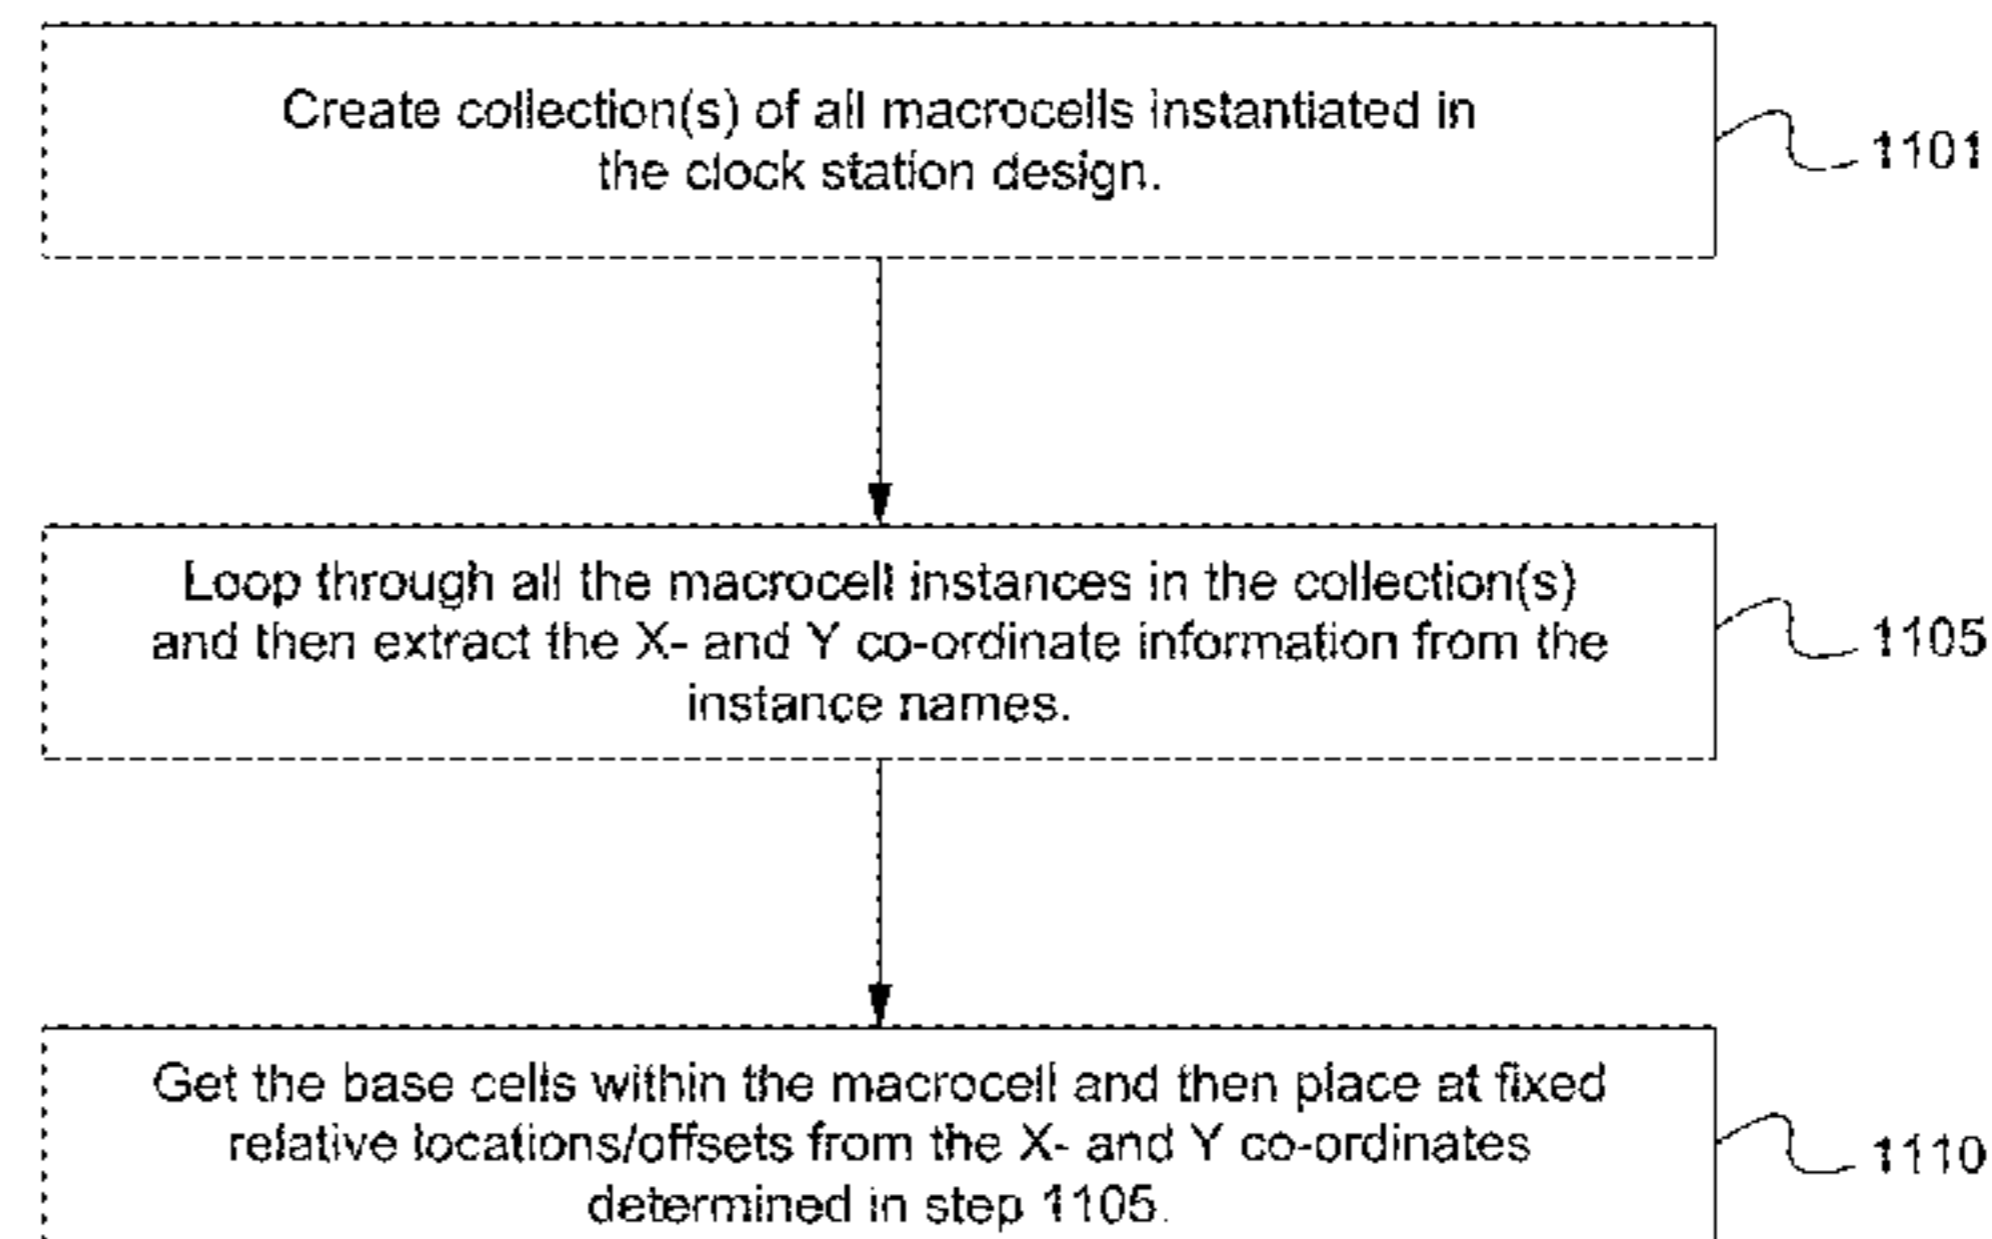 Create collection(s) of all macrocells instantiated in
the clock station design.
1101
Loop through all the macrocell instances in the collection(s)
and then extract the X- and Y co-ordinate information from the
instance names.
1105
Get the base cells within the macrocell and then place at fixed
relative locations/offsets from the X- and Y co-ordinates
determined in step 1105.
1110